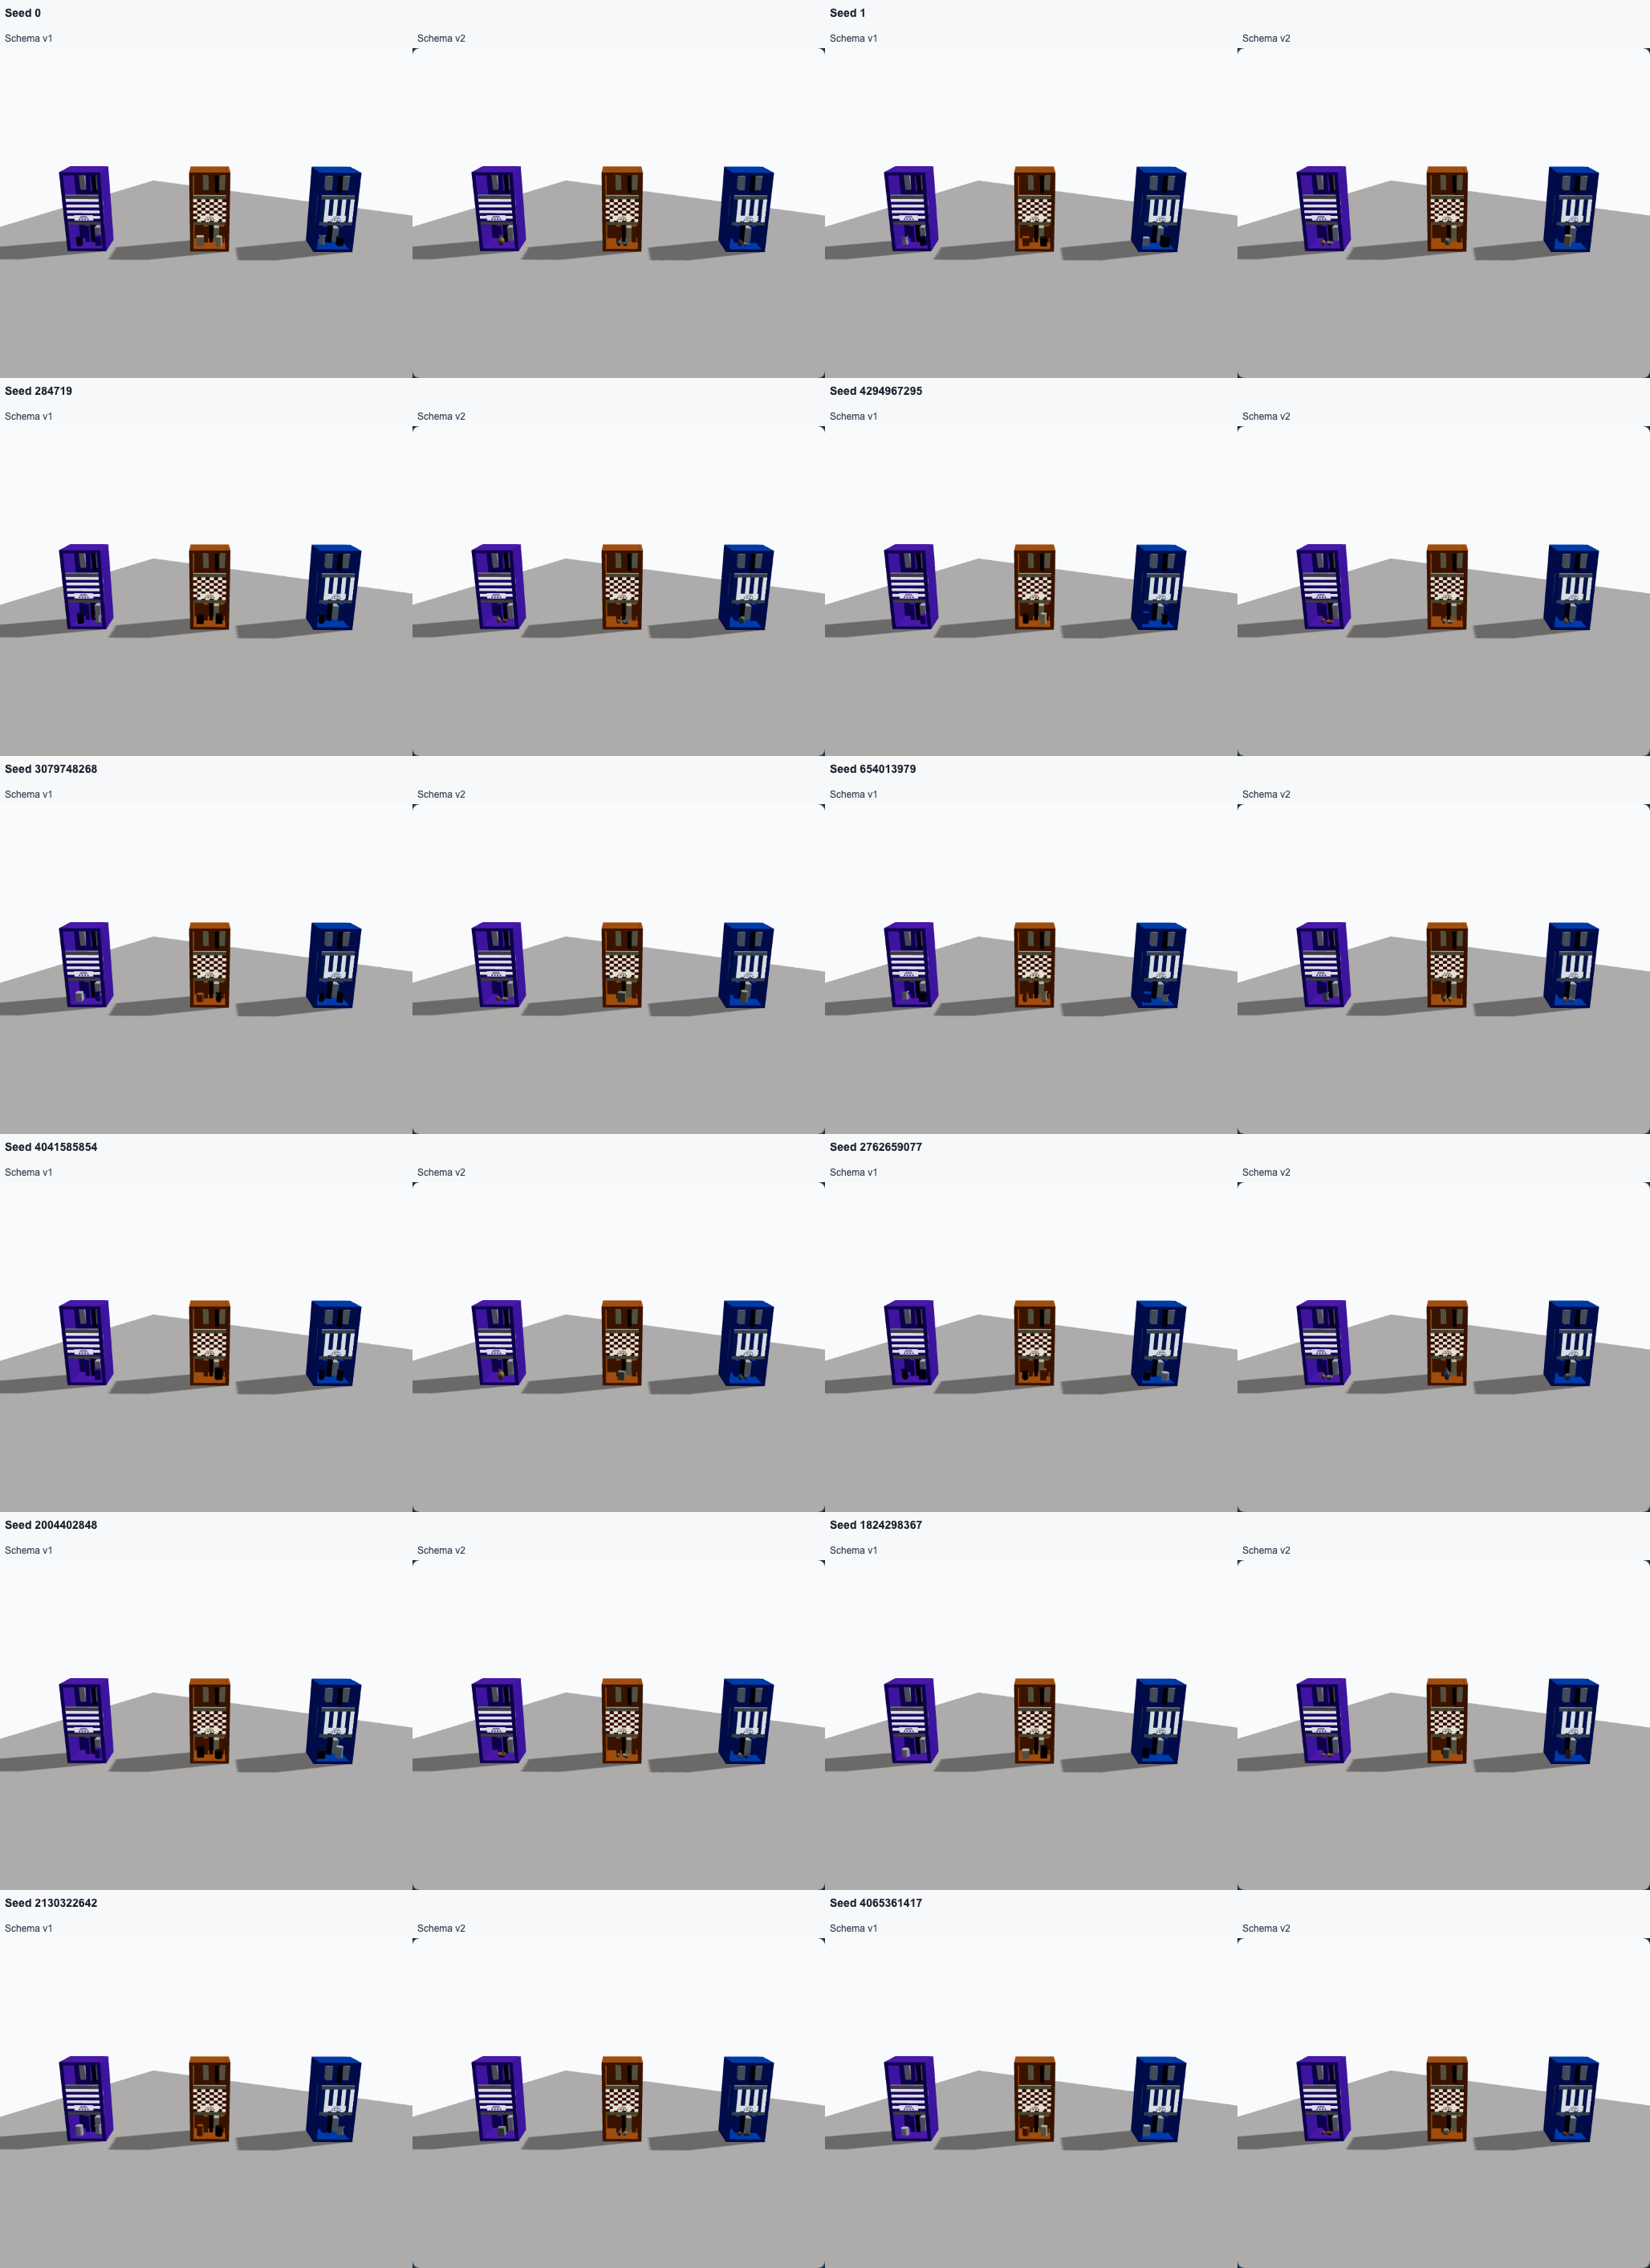 Seed 0
Schema v1
Schema v2
Seed 1
Schema v1
Schema v2
Seed 284719
Schema v1
Schema v2
Seed 4294967295
Schema v1
Schema v2
Seed 3079748268
Schema v1
Schema v2
Seed 654013979
Schema v1
Schema v2
Seed 4041585854
Schema v1
Schema v2
Seed 2762659077
Schema v1
Schema v2
Seed 2004402848
Schema v1
Schema v2
Seed 1824298367
Schema v1
Schema v2
Seed 2130322642
Schema v1
Schema v2
Seed 4065361417
Schema v1
Schema v2